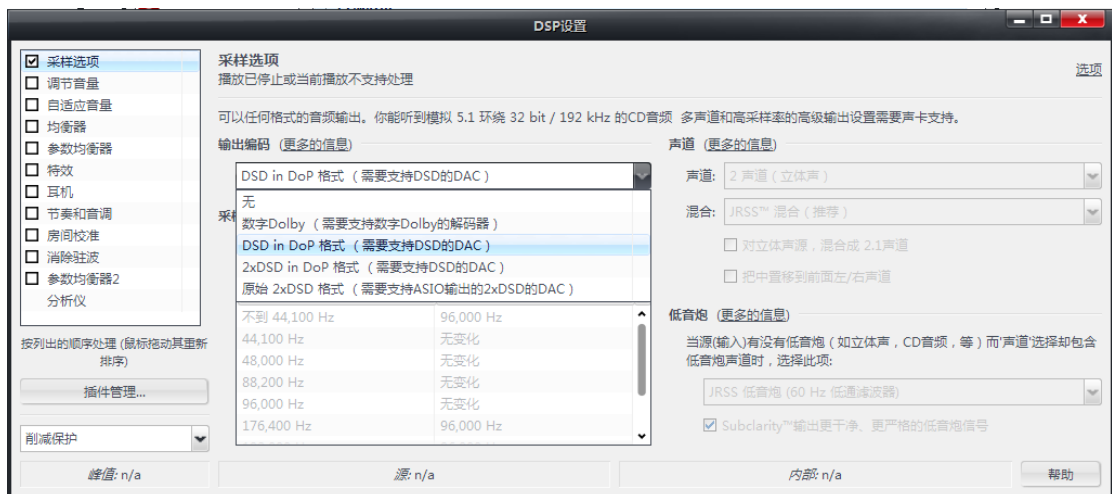 DSP设置
采样选项
调节音量
自适应音量
均衡器
参数均衡器
特效
耳机
节奏和音调
房间校准
消除驻波
参数均衡器2
分析仪
按列出的顺序处理 (鼠标拖动其重新
排序)
插件管理...
削减保护
采样选项
播放已停止或当前播放不支持处理
选项
可以任何格式的音频输出。你能听到模拟 5.1 环绕 32 bit / 192 kHz 的CD音频 多声道和高采样率的高级输出设置需要声卡支持。
输出编码 (更多的信息)
DSD in DoP 格式 (需要支持DSD的DAC)
无
数字Dolby (需要支持数字Dolby的解码器)
DSD in DoP 格式 (需要支持DSD的DAC)
2xDSD in DoP 格式 (需要支持DSD的DAC)
原始 2xDSD 格式 (需要支持ASIO输出的2xDSD的DAC)
不到 44,100 Hz 96,000 Hz
44,100 Hz 无变化
48,000 Hz 无变化
88,200 Hz 无变化
96,000 Hz 无变化
176,400 Hz 96,000 Hz
声道 (更多的信息)
声道: 2 声道 (立体声)
混合: JRSS™ 混合 (推荐)
对立体声源,混合成 2.1声道
把中置移到前面左/右声道
低音炮 (更多的信息)
当源(输入)有没有低音炮 (如立体声,CD音频,等) 而'声道'选择却包含
低音炮声道时,选择此项:
JRSS 低音炮 (60 Hz 低通滤波器)
Subclarity™输出更干净、更严格的低音炮信号
峰值: n/a
源: n/a
内部: n/a
帮助